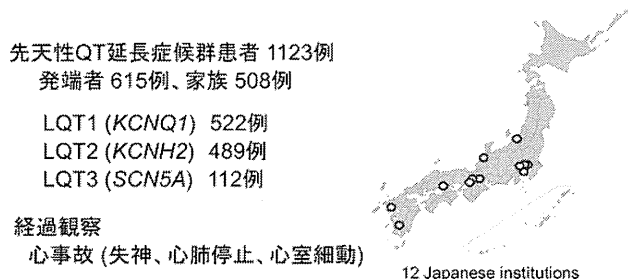 先天性QT延長症候群患者 1123例
発端者 615例、家族 508例
LQT1 (KCNQ1) 522例
LQT2 (KCNH2) 489例
LQT3 (SCN5A) 112例
経過観察
心事故 (失神、心肺停止、心室細動)
12 Japanese institutions